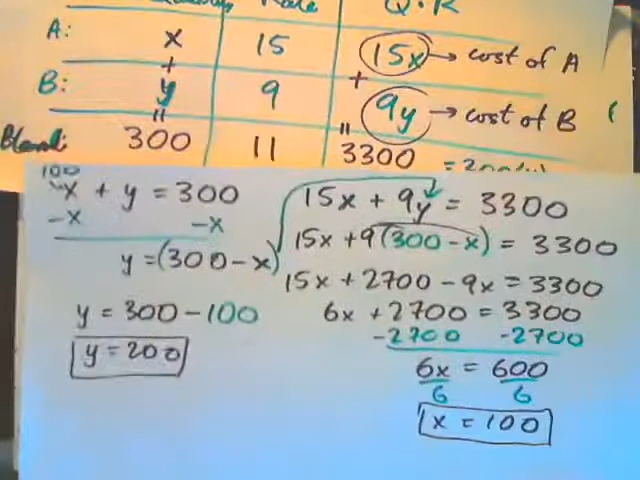 Q·R
A: x 15 15x → cost of A
+ +
B: y 9 9y → cost of B
= =
Blend: 300 11 3300
100
x + y = 300
-x -x
y = (300 - x)
y = 300 - 100
y = 200
15x + 9y = 3300
15x + 9(300 - x) = 3300
15x + 2700 - 9x = 3300
6x + 2700 = 3300
-2700 -2700
6x = 600
6 6
x = 100